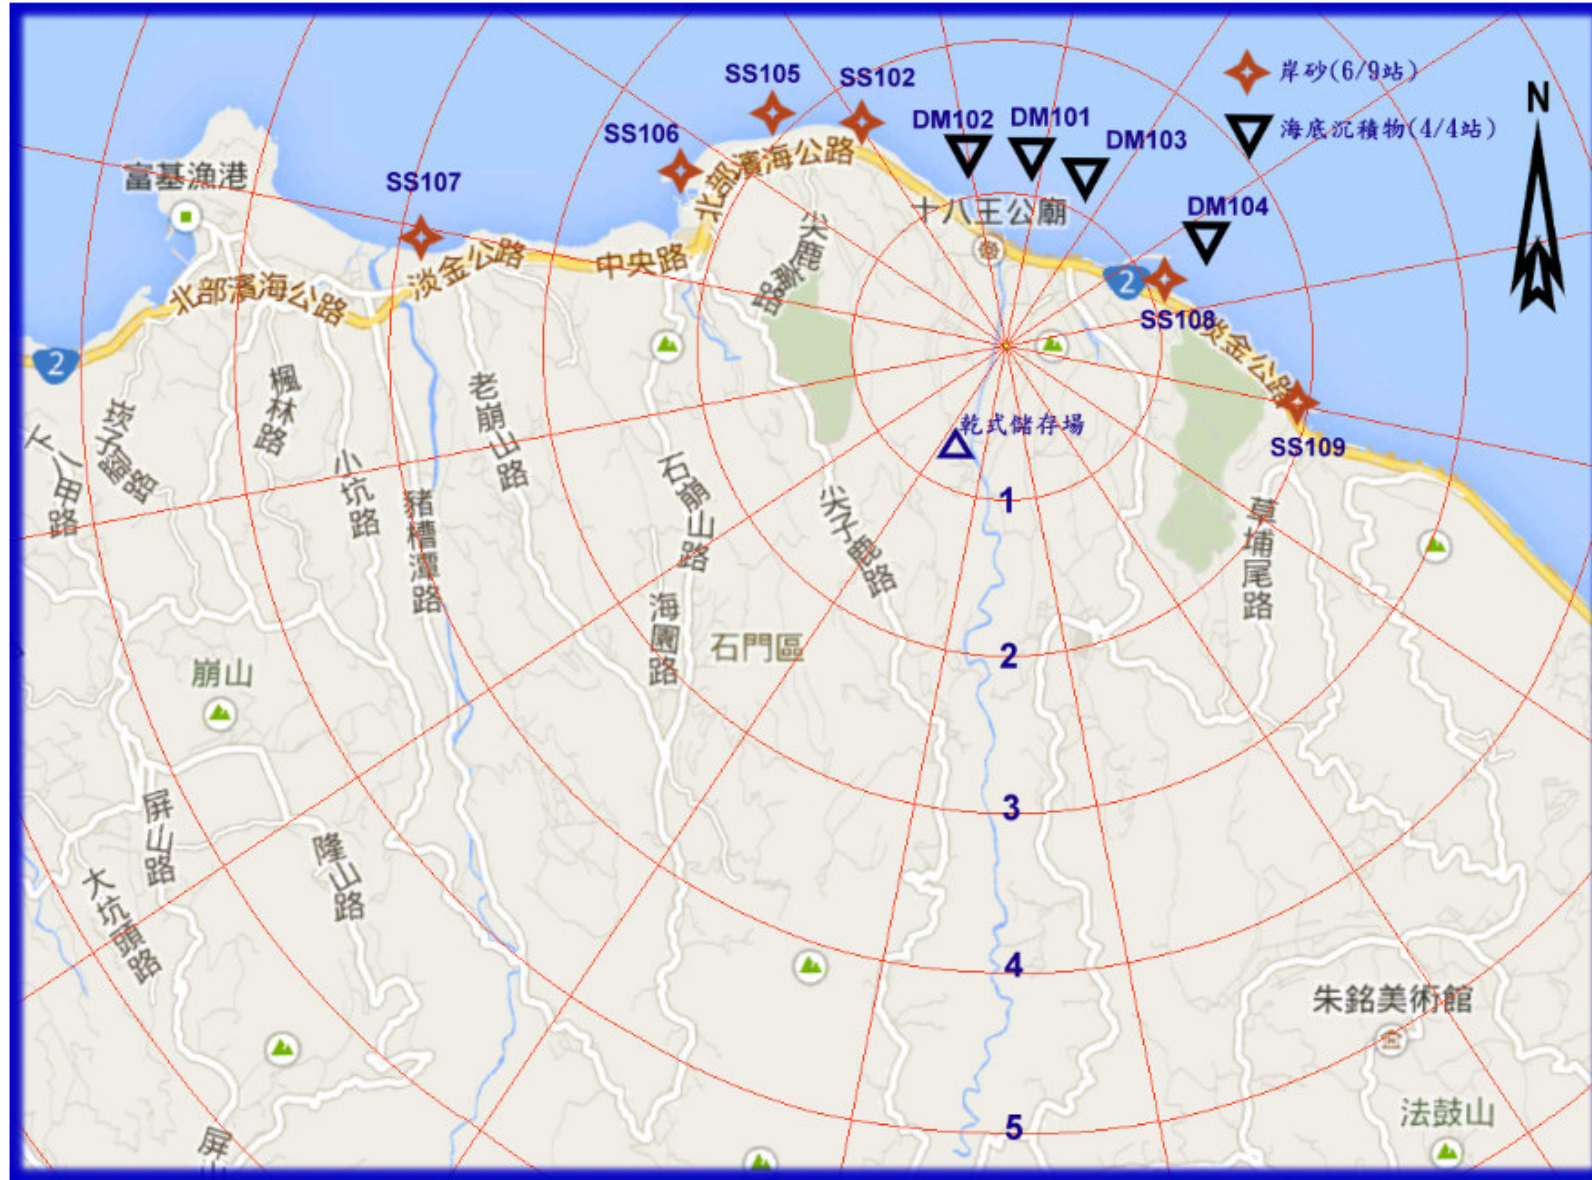 SS105
SS102
岸砂(6/9站)
N
DM102
DM101
海底沉積物(4/4站)
SS106
DM103
北部濱海公路
富基漁港
SS107
十八王公廟
DM104
尖鹿
淡金公路
中央路
2
北部濱海公路
SS108
淡金公路
2
楓林路
老崩山路
乾式儲存場
SS109
小坑路
石崩山路
豬槽潭路
尖子鹿路
1
草埔尾路
海園路
石門區
2
崩山
屏山路
3
隆山路
大坑頭路
4
朱銘美術館
法鼓山
5
屏山